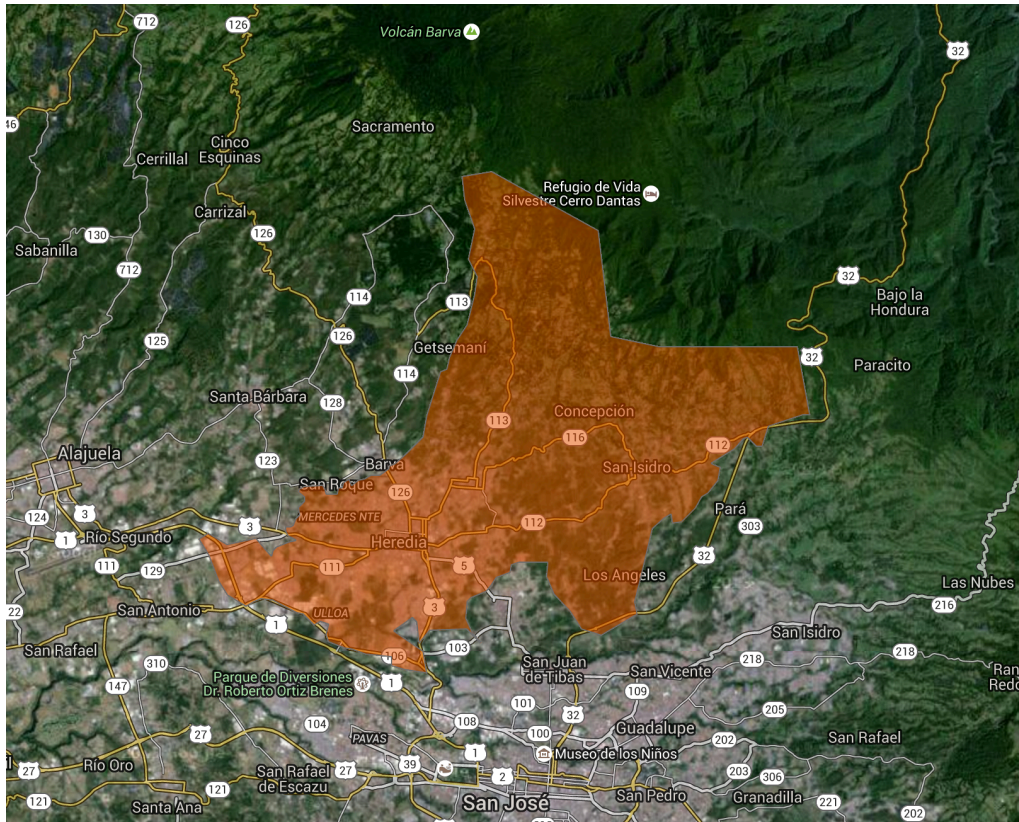 712
126
32
Volcán Barva
46
Sacramento
Cinco
Esquinas
Cerrillal
Refugio de Vida
Silvestre Cerro Dantas
Carrizal
130
126
Sabanilla
712
32
114
113
Bajo la
Hondura
126
125
Getsemaní
32
Paracito
114
Santa Bárbara
128
Concepción
113
116
112
Alajuela
123
Barva
San Isidro
San Roque
126
124
3
MERCEDES NTE
112
Pará
303
3
1
Río Segundo
Heredia
32
111
129
111
5
Los Angeles
Las Nubes
22
San Antonio
ULLOA
3
216
1
San Isidro
San Rafael
106
103
310
San Juan
de Tibas
San Vicente
218
218
Parque de Diversiones
Dr. Roberto Ortiz Brenes
1
147
109
Ran
Redo
101
205
104
108
32
27
PAVAS
100
Guadalupe
202
San Rafael
1
Museo de los Niños
27
Río Oro
San Rafael
de Escazu
27
39
2
203
306
121
121
Santa Ana
San José
San Pedro
Granadilla
221
202